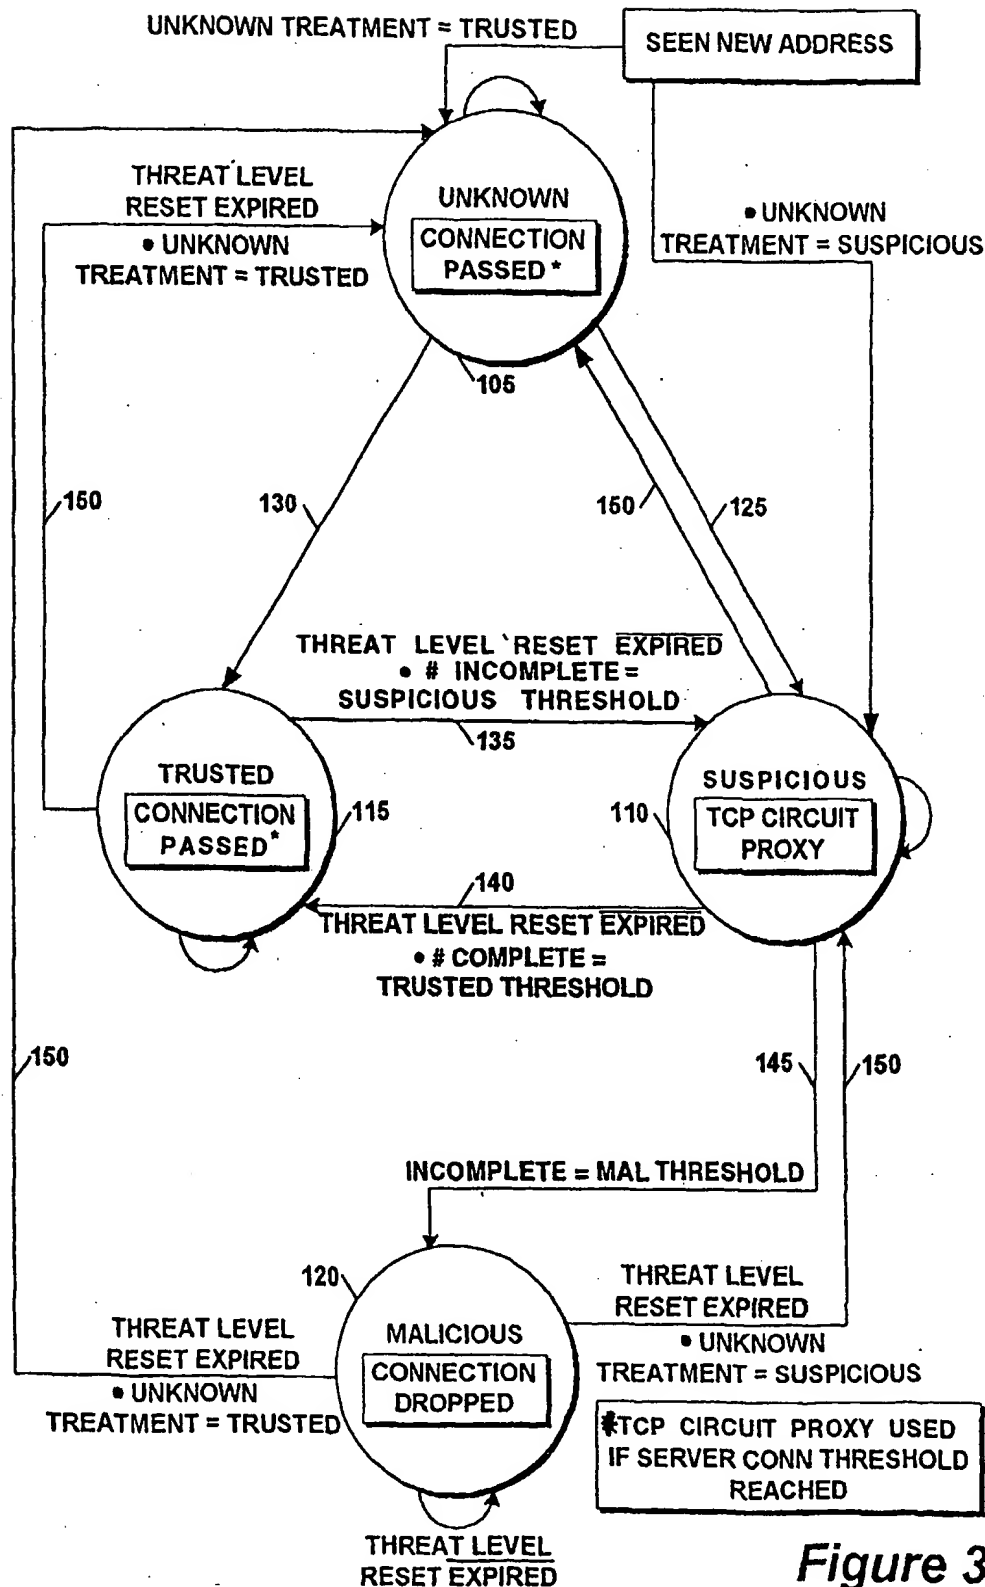 UNKNOWN TREATMENT = TRUSTED
SEEN NEW ADDRESS
THREAT LEVEL
RESET EXPIRED
• UNKNOWN
TREATMENT = TRUSTED
UNKNOWN
CONNECTION
PASSED *
• UNKNOWN
TREATMENT = SUSPICIOUS
105
150
130
150
125
THREAT LEVEL RESET EXPIRED
• # INCOMPLETE =
SUSPICIOUS THRESHOLD
135
TRUSTED
CONNECTION
PASSED *
115
110
SUSPICIOUS
TCP CIRCUIT
PROXY
140
THREAT LEVEL RESET EXPIRED
• # COMPLETE =
TRUSTED THRESHOLD
150
145
150
INCOMPLETE = MAL THRESHOLD
120
MALICIOUS
CONNECTION
DROPPED
THREAT LEVEL
RESET EXPIRED
• UNKNOWN
TREATMENT = SUSPICIOUS
THREAT LEVEL
RESET EXPIRED
• UNKNOWN
TREATMENT = TRUSTED
*TCP CIRCUIT PROXY USED
IF SERVER CONN THRESHOLD
REACHED
THREAT LEVEL
RESET EXPIRED
Figure 3